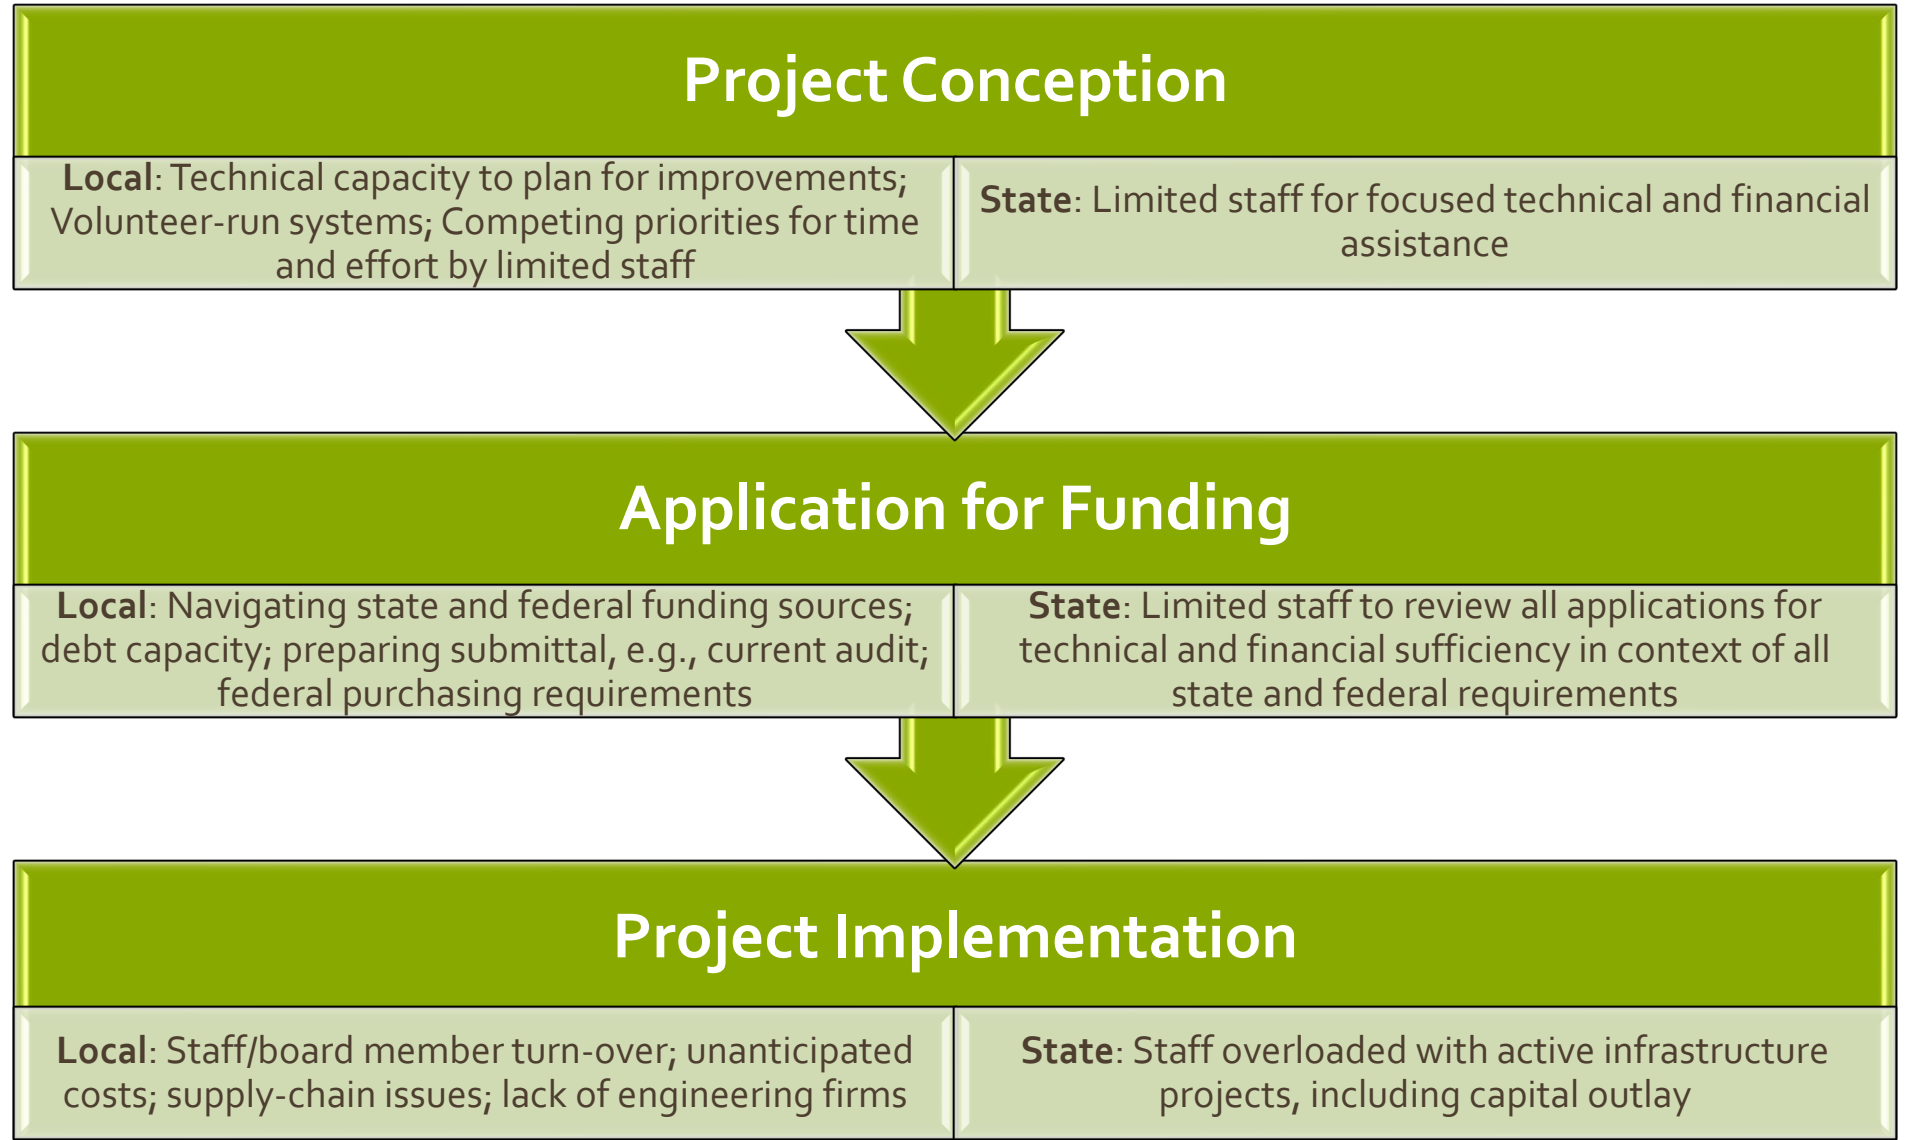 Project Conception
Local: Technical capacity to plan for improvements;
Volunteer-run systems; Competing priorities for time
and effort by limited staff
State: Limited staff for focused technical and financial
assistance
Application for Funding
Local: Navigating state and federal funding sources;
debt capacity; preparing submittal, e.g., current audit;
federal purchasing requirements
State: Limited staff to review all applications for
technical and financial sufficiency in context of all
state and federal requirements
Project Implementation
Local: Staff/board member turn-over; unanticipated
costs; supply-chain issues; lack of engineering firms
State: Staff overloaded with active infrastructure
projects, including capital outlay